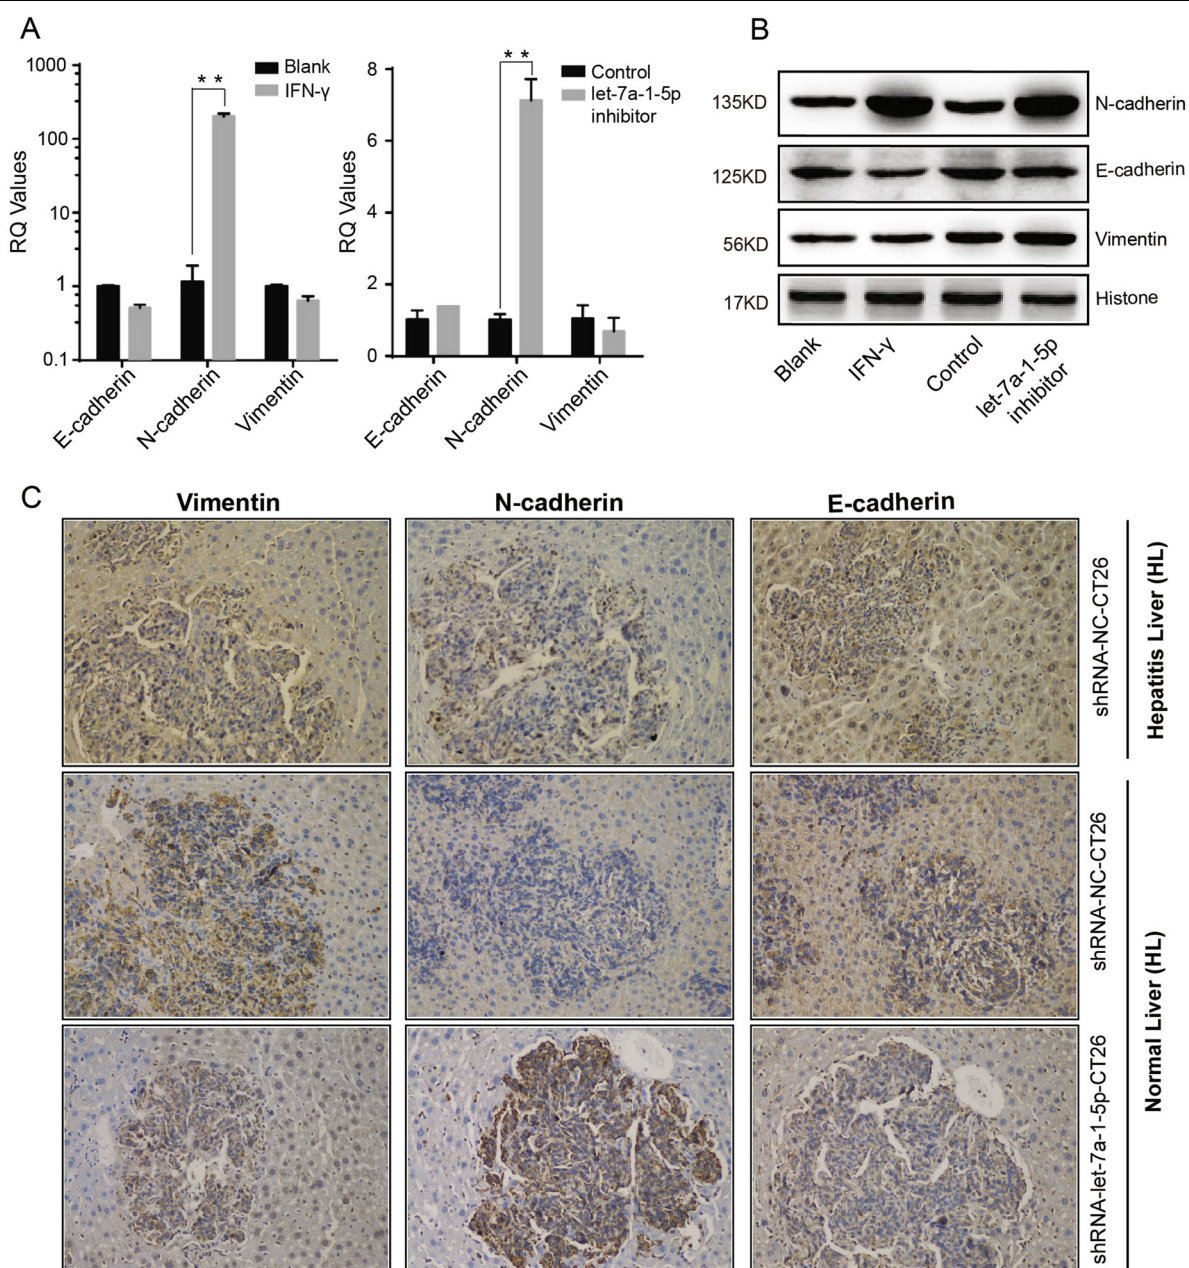 A
1000
100
10
1
0.1
RQ Values
Blank
IFN-γ
* *
E-cadherin
N-cadherin
Vimentin
8
6
4
2
0
RQ Values
Control
let-7a-1-5p
inhibitor
* *
E-cadherin
N-cadherin
Vimentin
B
135KD
N-cadherin
125KD
E-cadherin
56KD
Vimentin
17KD
Histone
Blank
IFN-γ
Control
let-7a-1-5p
inhibitor
C
Vimentin
N-cadherin
E-cadherin
shRNA-NC-CT26
Hepatitis Liver (HL)
shRNA-NC-CT26
shRNA-let-7a-1-5p-CT26
Normal Liver (HL)